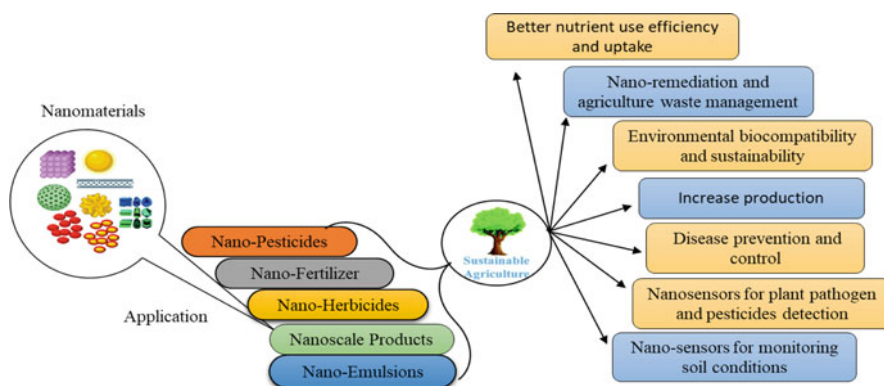 Nanomaterials
Application
Nano-Pesticides
Nano-Fertilizer
Nano-Herbicides
Nanoscale Products
Nano-Emulsions
Sustainable
Agriculture
Better nutrient use efficiency
and uptake
Nano-remediation and
agriculture waste management
Environmental biocompatibility
and sustainability
Increase production
Disease prevention and
control
Nanosensors for plant pathogen
and pesticides detection
Nano-sensors for monitoring
soil conditions